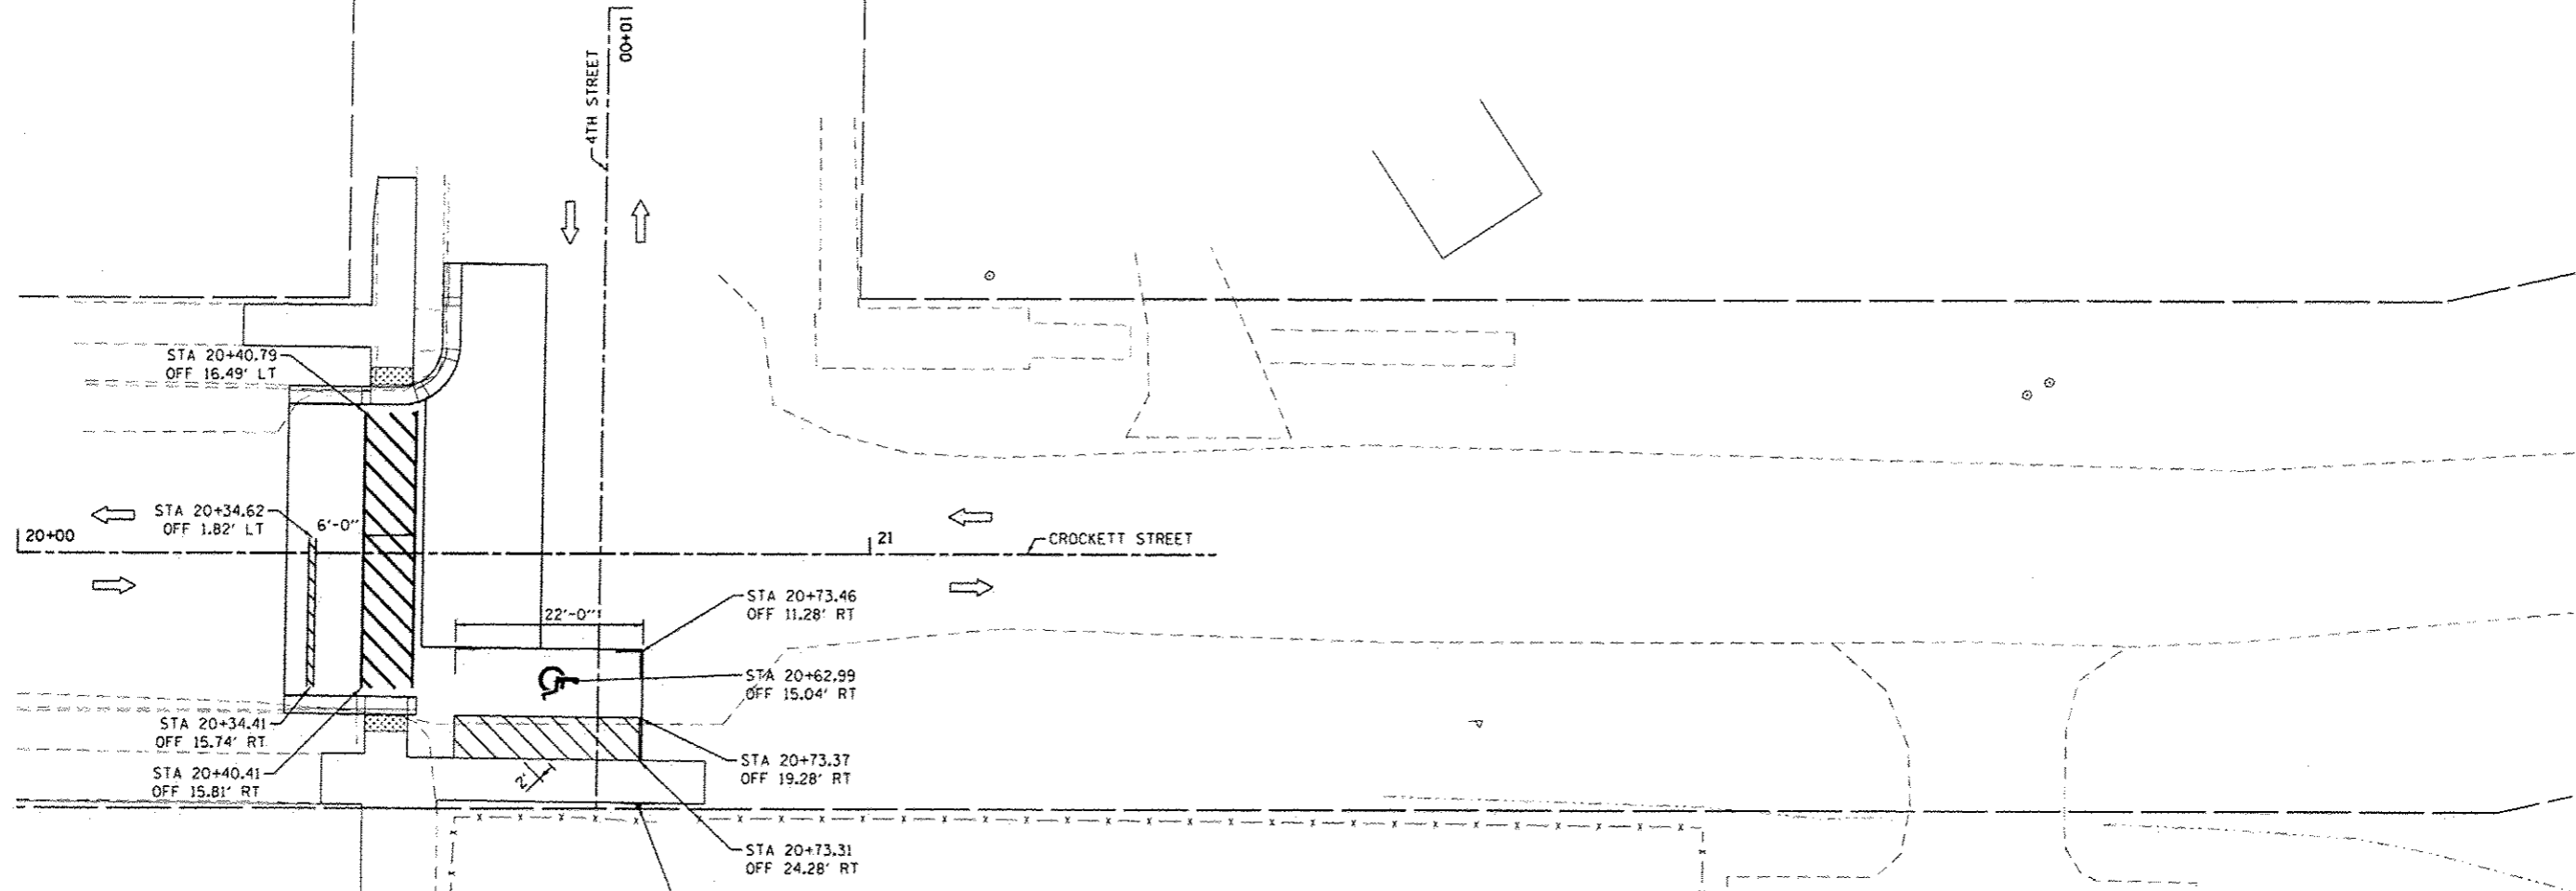 10+00
4TH STREET
STA 20+40.79
OFF 16.49' LT
STA 20+34.62
OFF 1.82' LT
6'-0"
20+00
21
CROCKETT STREET
22'-0"
STA 20+73.46
OFF 11.28' RT
STA 20+62.99
OFF 15.04' RT
STA 20+34.41
OFF 15.74' RT
STA 20+40.41
OFF 15.81' RT
2'
STA 20+73.37
OFF 19.28' RT
STA 20+73.31
OFF 24.28' RT